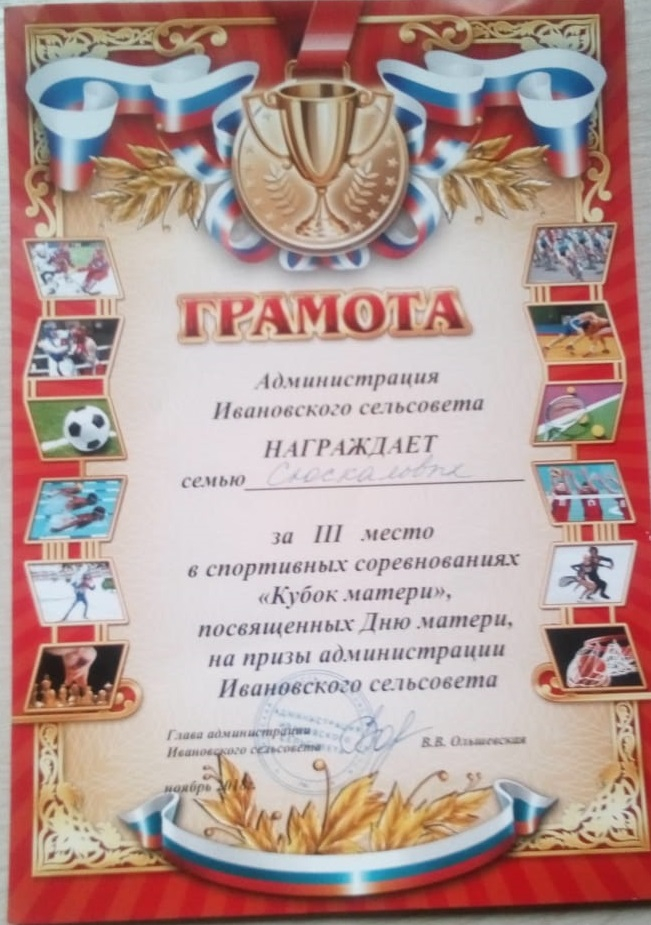 ГРАМОТА
Администрация
Ивановского сельсовета
НАГРАЖДАЕТ
семью
за III место
в спортивных соревнованиях
«Кубок матери»,
посвященных Дню матери,
на призы администрации
Ивановского сельсовета
Глава администрации
Ивановского сельсовета
В.В. Ольшевская
ноябрь